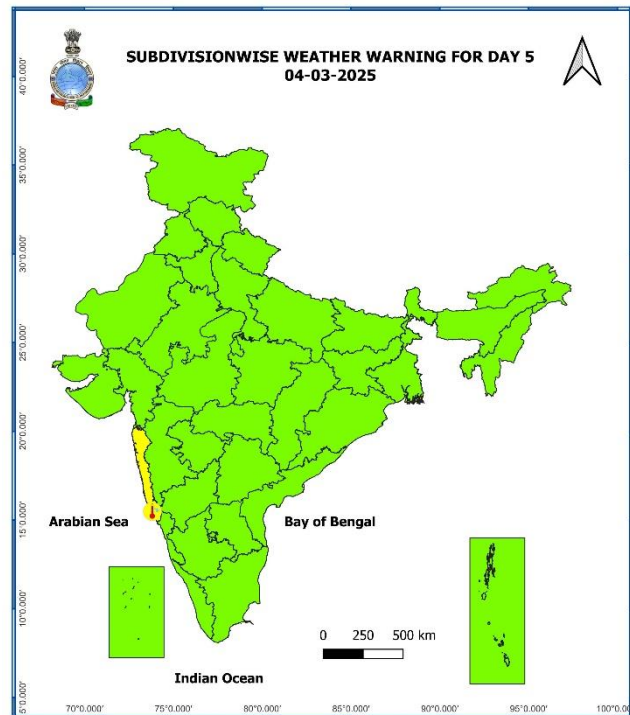 SUBDIVISIONWISE WEATHER WARNING FOR DAY 5
04-03-2025
40°0.000'
35°0.000'
30°0.000'
25°0.000'
20°0.000'
15°0.000'
10°0.000'
5°0.000'
Arabian Sea
Bay of Bengal
0 250 500 km
Indian Ocean
70°0.000' 75°0.000' 80°0.000' 85°0.000' 90°0.000' 95°0.000' 100°0.00